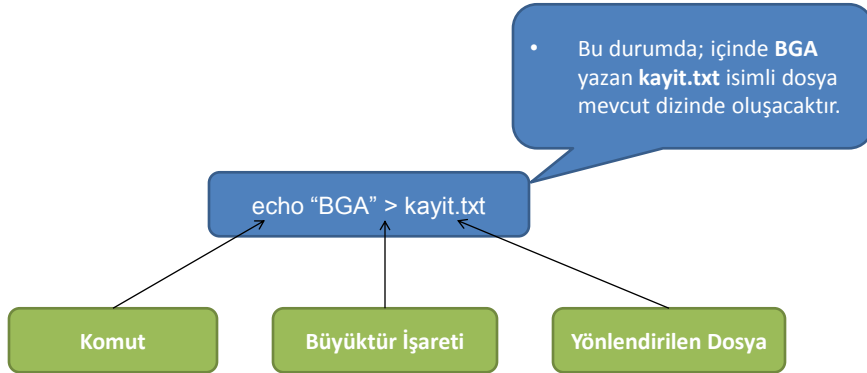 • Bu durumda; içinde BGA
yazan kayit.txt isimli dosya
mevcut dizinde oluşacaktır.
echo “BGA” > kayit.txt
Komut
Büyüktür İşareti
Yönlendirilen Dosya